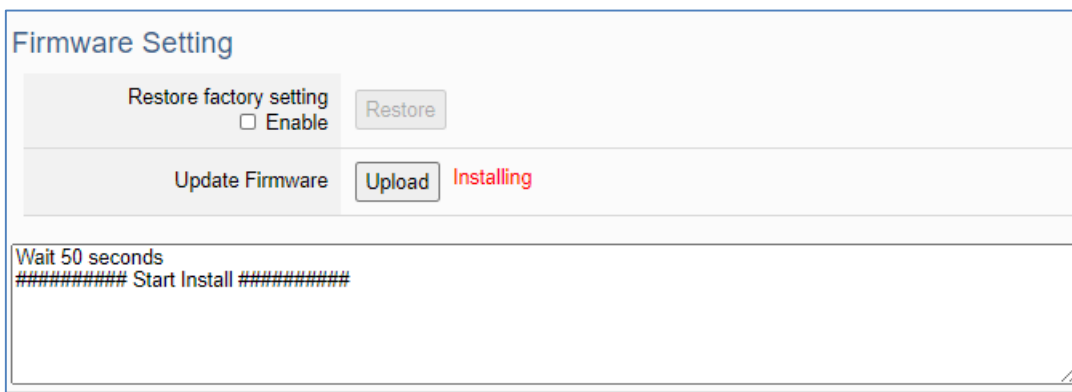 Firmware Setting
Restore factory setting
Enable
Restore
Update Firmware
Upload
Installing
Wait 50 seconds
########## Start Install ##########